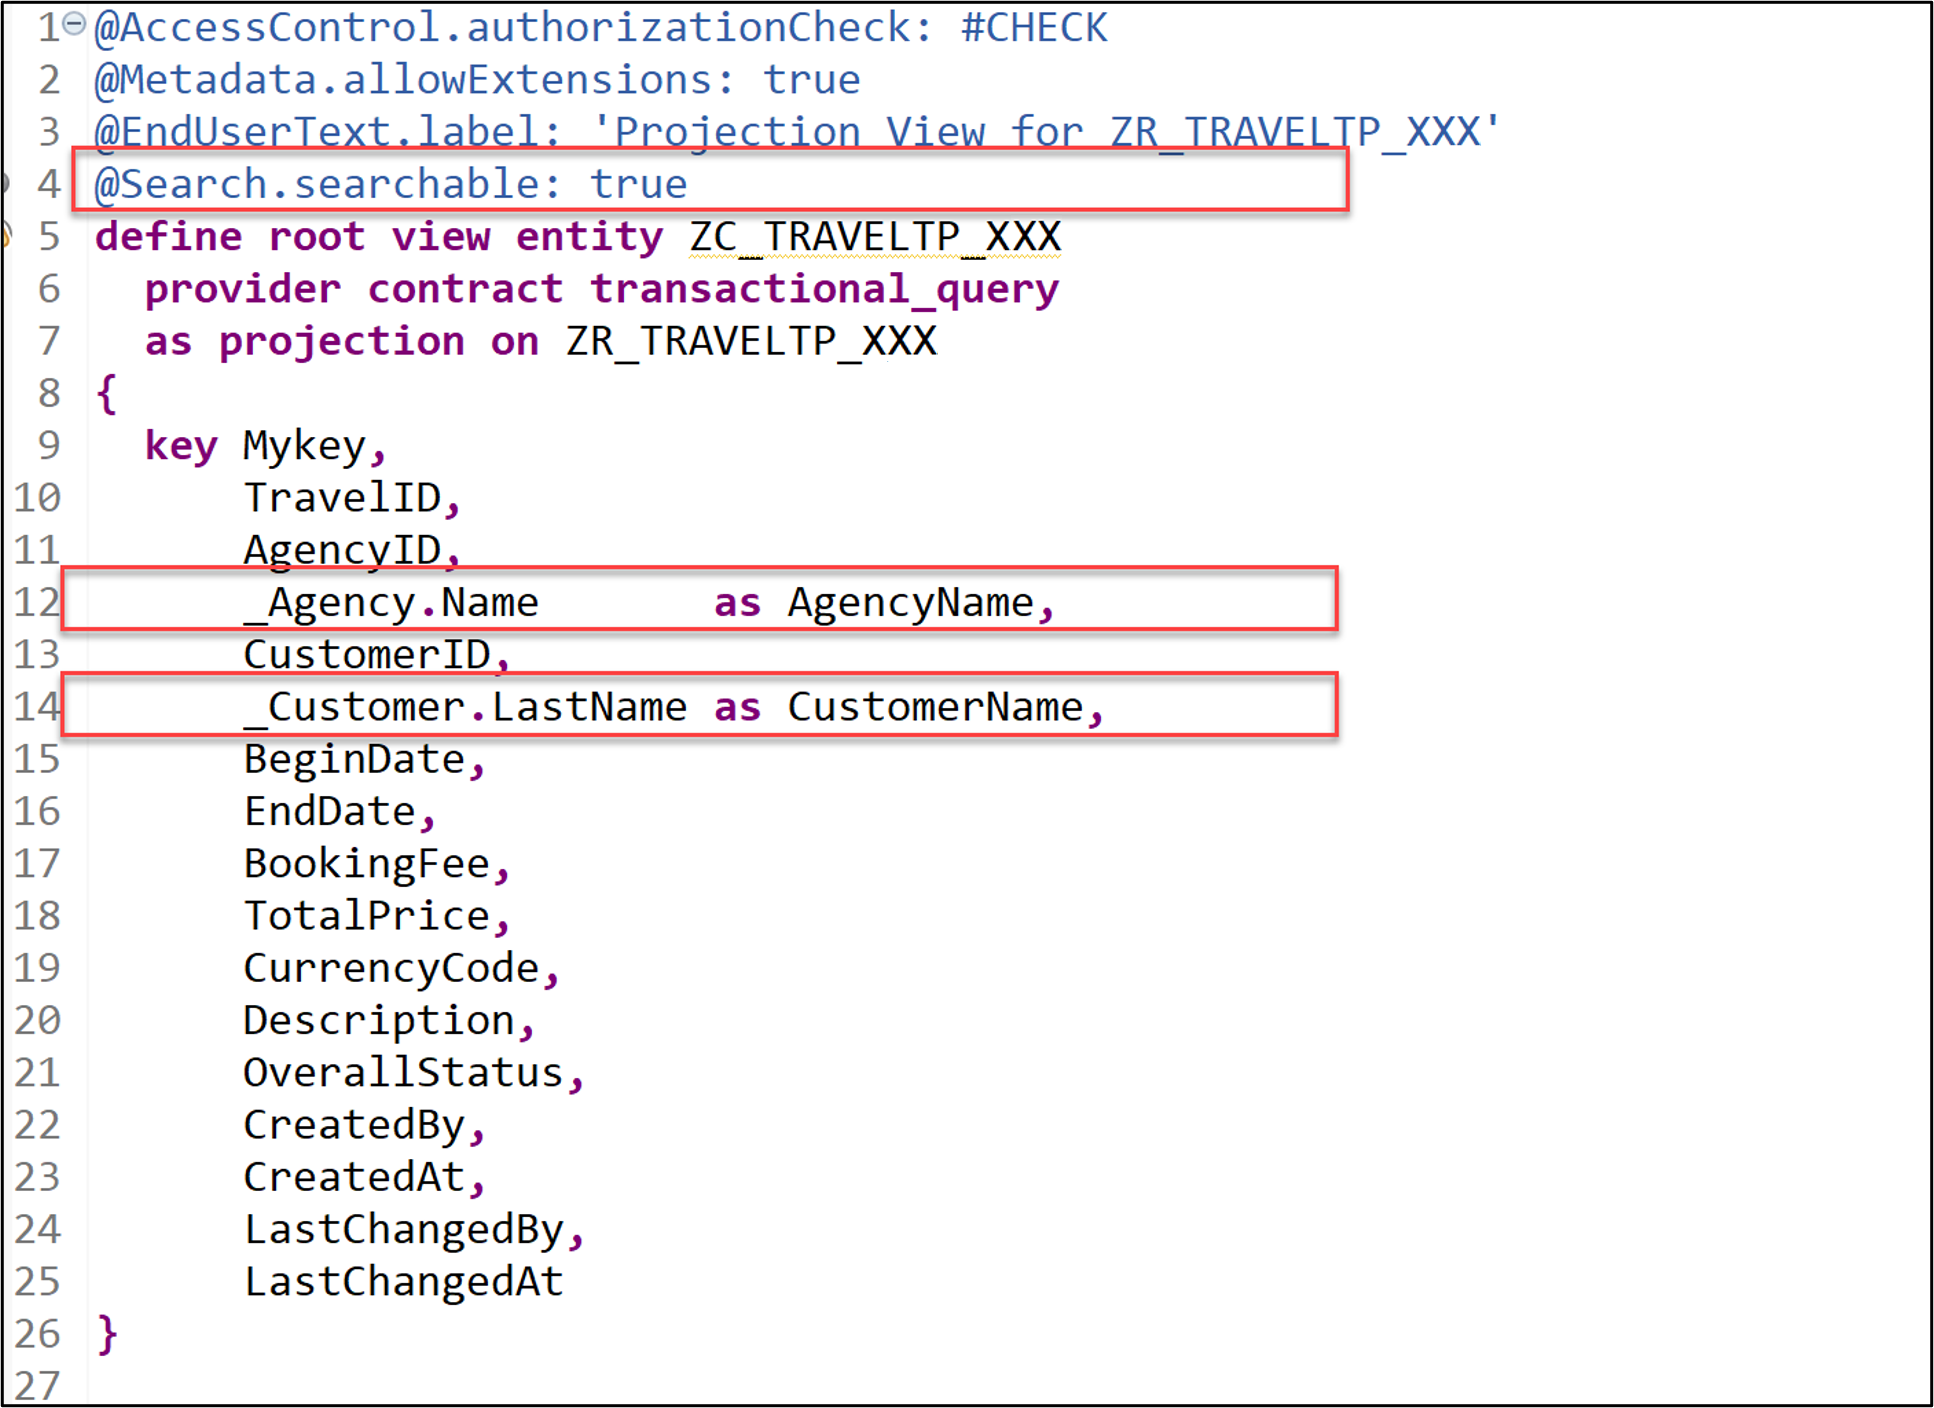 1 @AccessControl.authorizationCheck: #CHECK
2 @Metadata.allowExtensions: true
3 @EndUserText.label: 'Projection View for ZR_TRAVELTP_XXX'
4 @Search.searchable: true
5 define root view entity ZC_TRAVELTP_XXX
6   provider contract transactional_query
7   as projection on ZR_TRAVELTP_XXX
8 {
9   key Mykey,
10       TravelID,
11       AgencyID,
12       _Agency.Name       as AgencyName,
13       CustomerID,
14       _Customer.LastName as CustomerName,
15       BeginDate,
16       EndDate,
17       BookingFee,
18       TotalPrice,
19       CurrencyCode,
20       Description,
21       OverallStatus,
22       CreatedBy,
23       CreatedAt,
24       LastChangedBy,
25       LastChangedAt
26 }
27